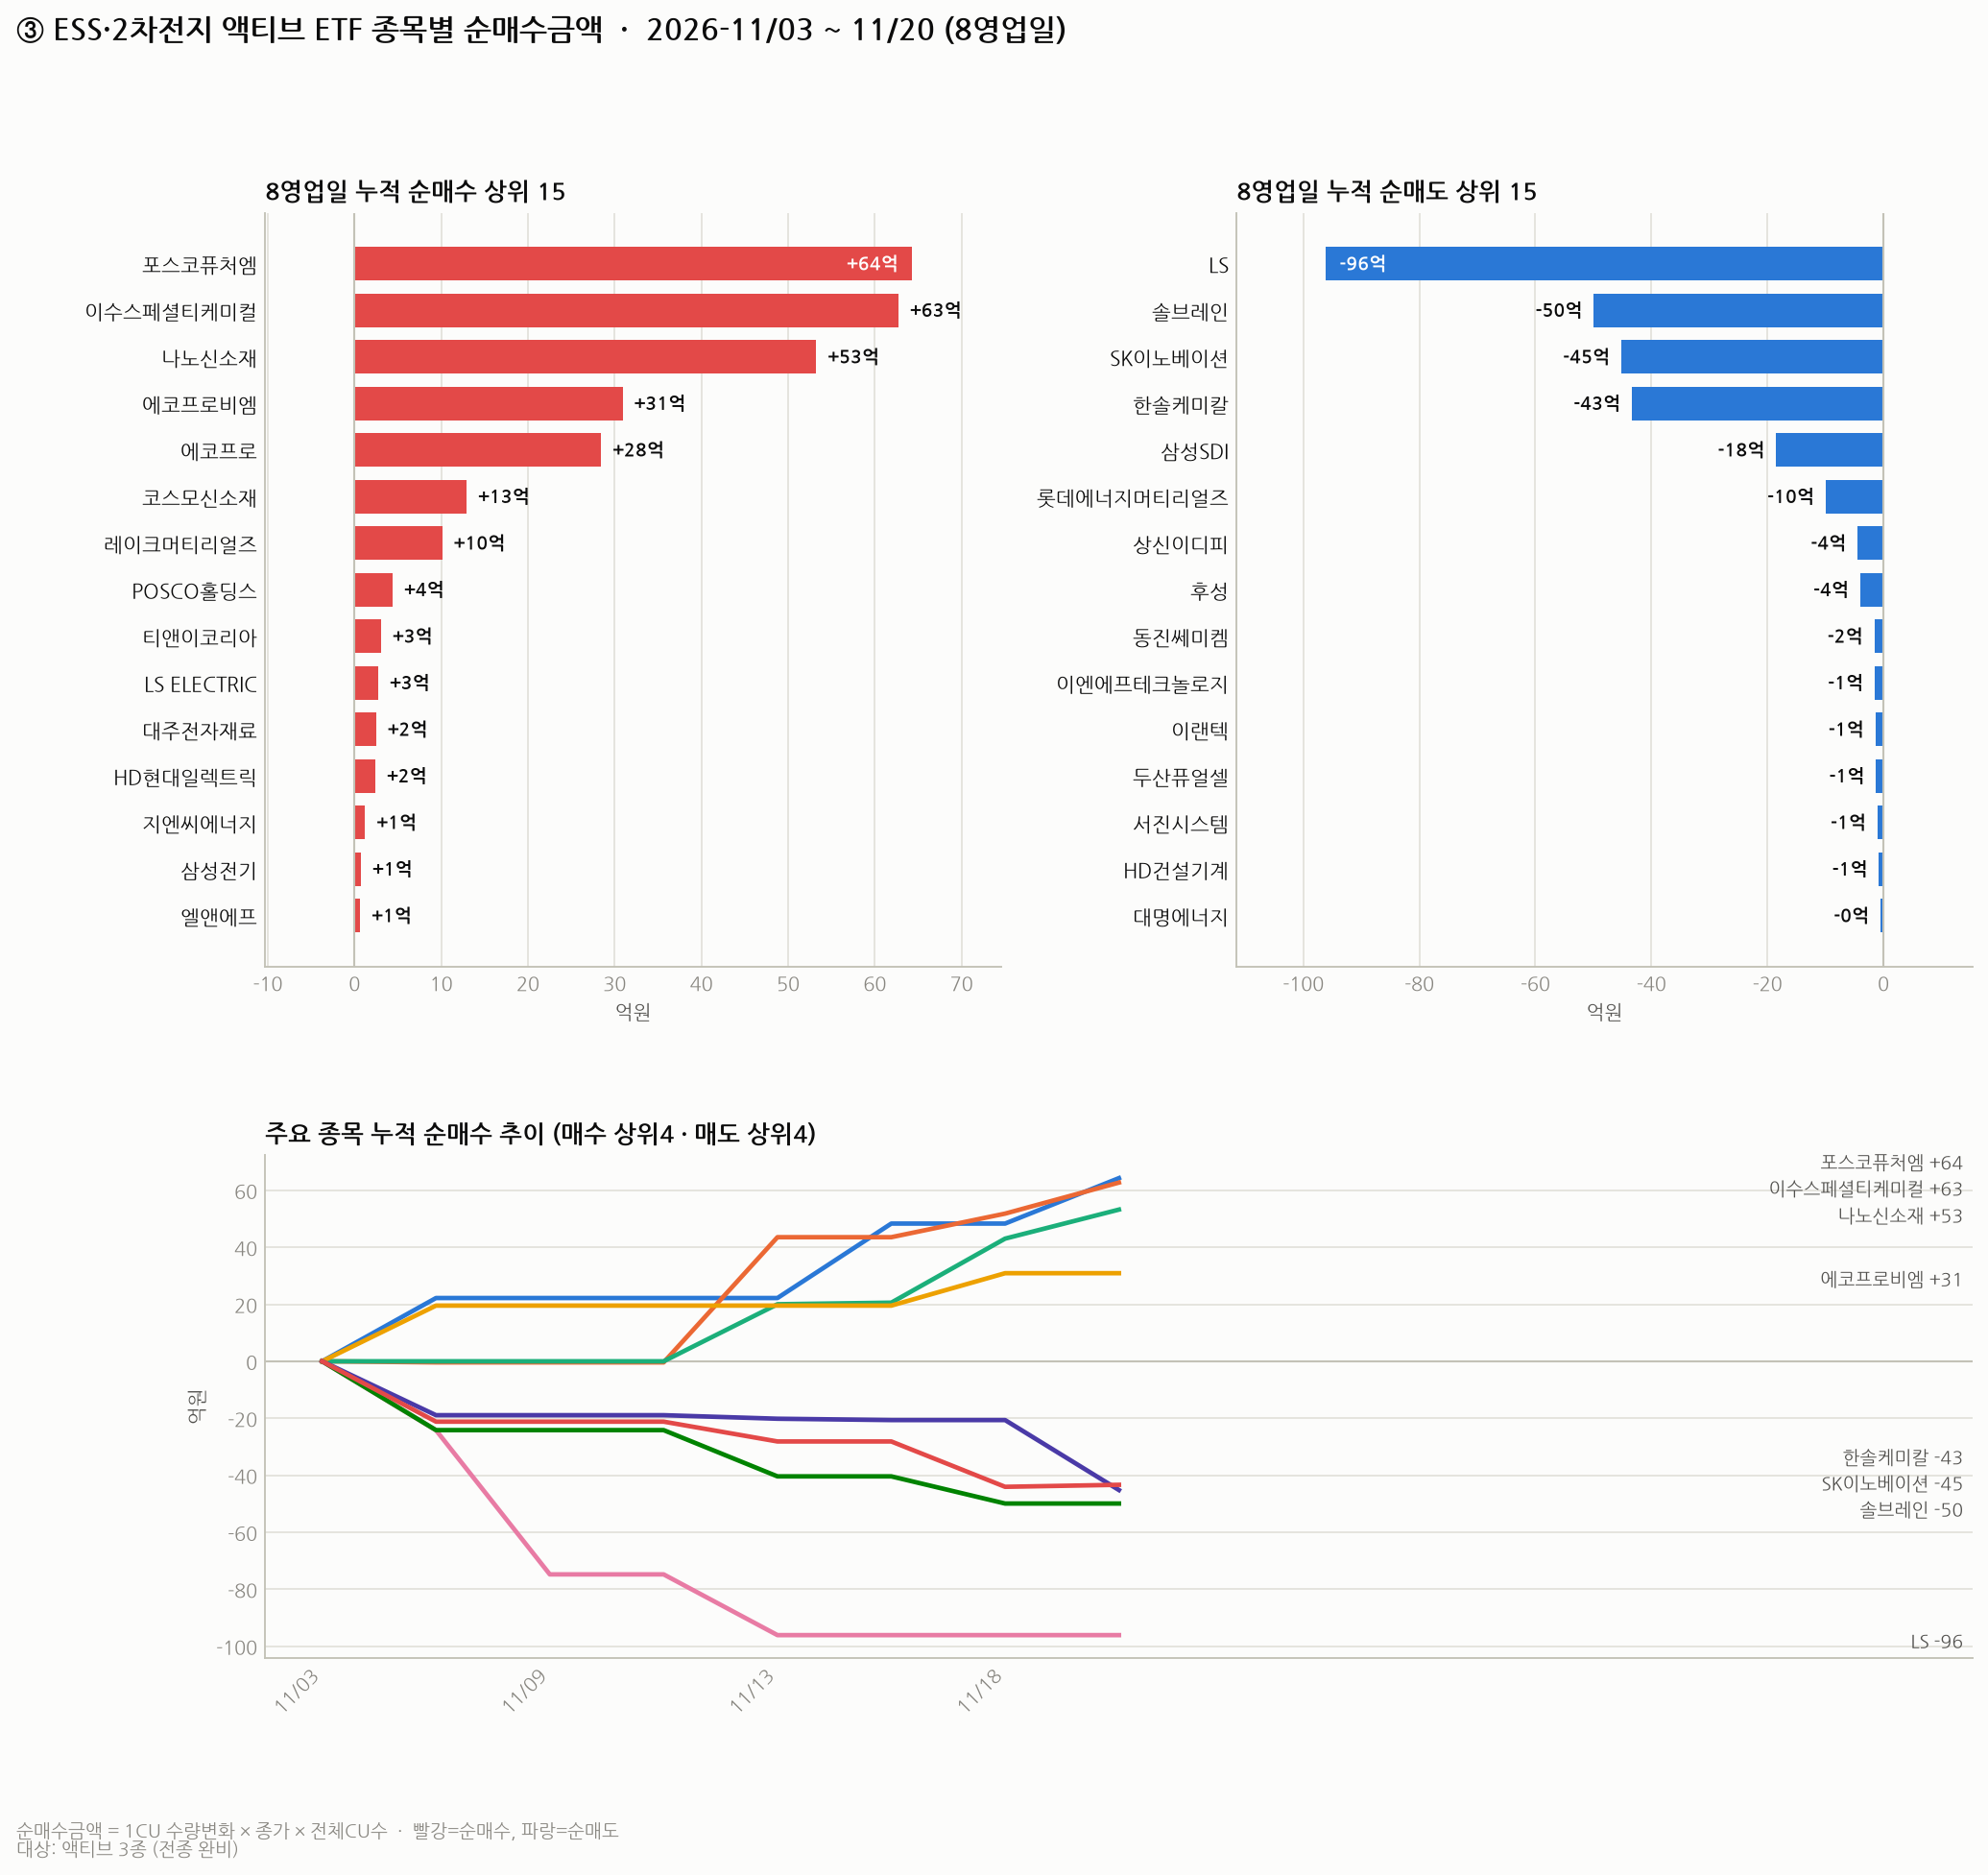 ③ ESS·2차전지 액티브 ETF 종목별 순매수금액 · 2026-11/03 ~ 11/20 (8영업일)
8영업일 누적 순매수 상위 15
포스코퓨처엠 +64억
이수스페셜티케미컬 +63억
나노신소재 +53억
에코프로비엠 +31억
에코프로 +28억
코스모신소재 +13억
레이크머티리얼즈 +10억
POSCO홀딩스 +4억
티앤이코리아 +3억
LS ELECTRIC +3억
대주전자재료 +2억
HD현대일렉트릭 +2억
지엔씨에너지 +1억
삼성전기 +1억
엘앤에프 +1억
-10 0 10 20 30 40 50 60 70
억원
8영업일 누적 순매도 상위 15
LS -96억
솔브레인 -50억
SK이노베이션 -45억
한솔케미칼 -43억
삼성SDI -18억
롯데에너지머티리얼즈 -10억
상신이디피 -4억
후성 -4억
동진쎄미켐 -2억
이엔에프테크놀로지 -1억
이랜텍 -1억
두산퓨얼셀 -1억
서진시스템 -1억
HD건설기계 -1억
대명에너지 -0억
-100 -80 -60 -40 -20 0
억원
주요 종목 누적 순매수 추이 (매수 상위4 · 매도 상위4)
억원
60
40
20
0
-20
-40
-60
-80
-100
포스코퓨처엠 +64
이수스페셜티케미컬 +63
나노신소재 +53
에코프로비엠 +31
한솔케미칼 -43
SK이노베이션 -45
솔브레인 -50
LS -96
11/03 11/09 11/13 11/18
순매수금액 = 1CU 수량변화 × 종가 × 전체CU수 · 빨강=순매수, 파랑=순매도
대상: 액티브 3종 (전종 완비)